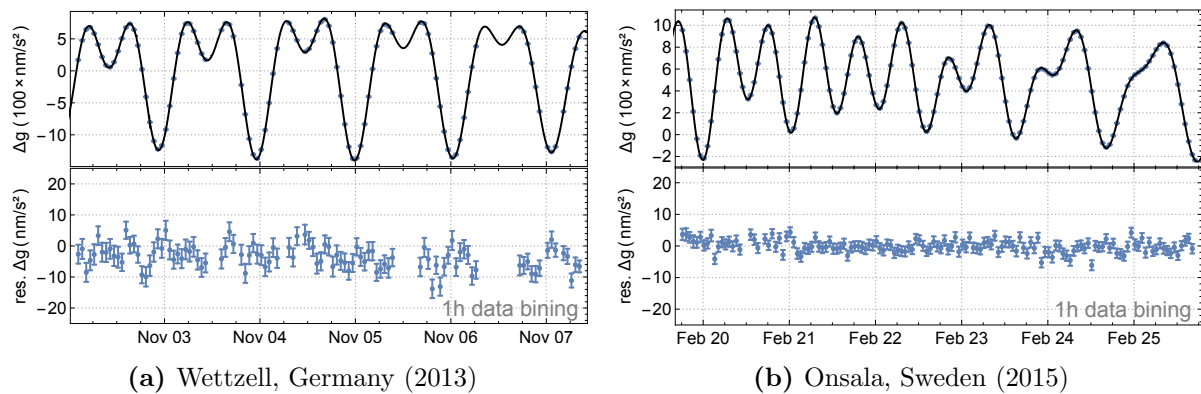 Δg (100×nm/s²)
5
0
−5
−10
res. Δg (nm/s²)
20
10
0
−10
−20
1h data bining
Nov 03 Nov 04 Nov 05 Nov 06 Nov 07
(a) Wettzell, Germany (2013)
Δg (100×nm/s²)
10
8
6
4
2
0
−2
res. Δg (nm/s²)
20
10
0
−10
−20
1h data bining
Feb 20 Feb 21 Feb 22 Feb 23 Feb 24 Feb 25
(b) Onsala, Sweden (2015)